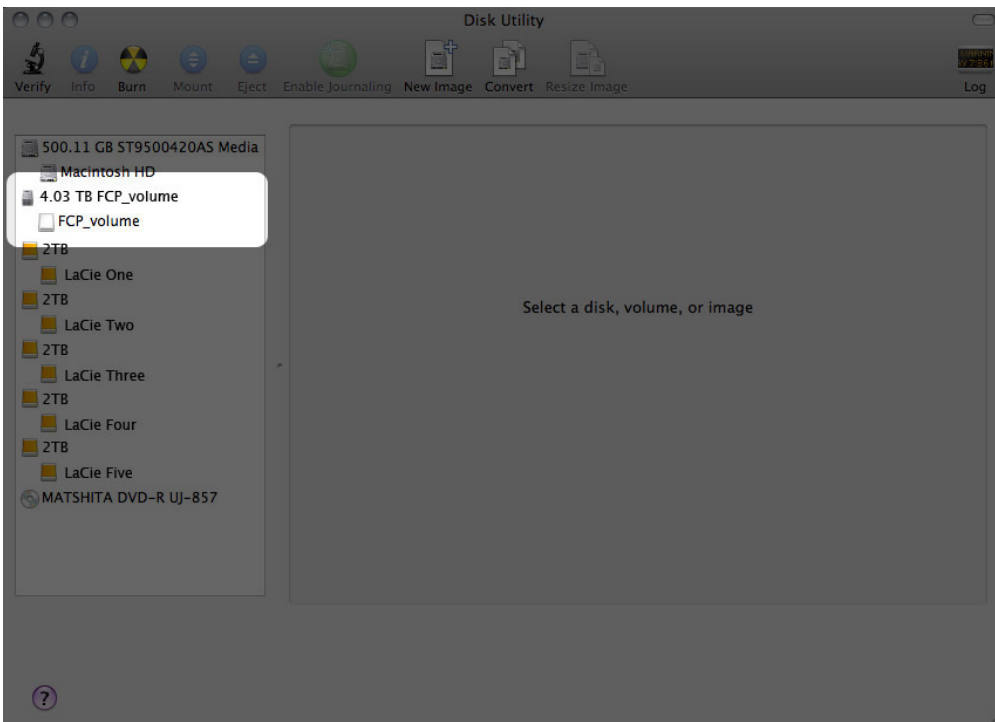 Disk Utility
Verify Info Burn Mount Eject Enable Journaling New Image Convert Resize Image Log
500.11 GB ST9500420AS Media
Macintosh HD
4.03 TB FCP_volume
FCP_volume
2TB
LaCie One
2TB
LaCie Two
2TB
LaCie Three
2TB
LaCie Four
2TB
LaCie Five
MATSHITA DVD-R UJ-857
Select a disk, volume, or image
?